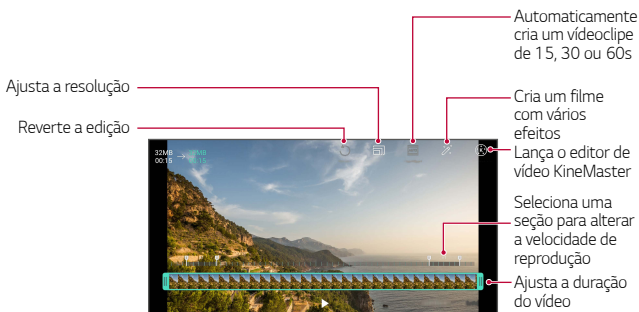 Automaticamente
cria um vídeoclipe
de 15, 30 ou 60s
Ajusta a resolução
Cria um filme
com vários
efeitos
Reverte a edição
Lança o editor de
vídeo KineMaster
32MB
00:15
Seleciona uma
seção para alterar
a velocidade de
reprodução
Ajusta a duração
do vídeo